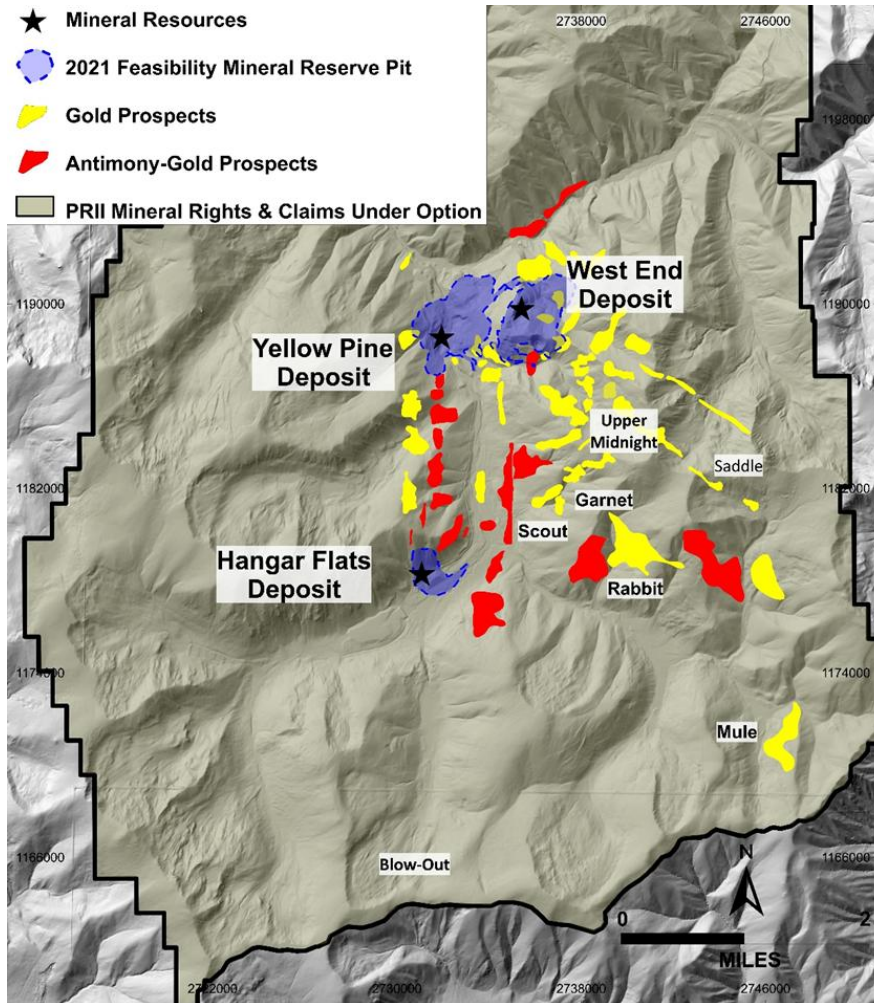 Mineral Resources
2021 Feasibility Mineral Reserve Pit
Gold Prospects
Antimony-Gold Prospects
PRII Mineral Rights & Claims Under Option
2738000
2746000
1198000
1190000
1190000
West End
Deposit
Yellow Pine
Deposit
Upper
Midnight
Saddle
1182000
1182000
Garnet
Scout
Hangar Flats
Deposit
Rabbit
1174000
1174000
Mule
1166000
1166000
Blow-Out
N
0
2
MILES
2722000
2730000
2738000
2746000